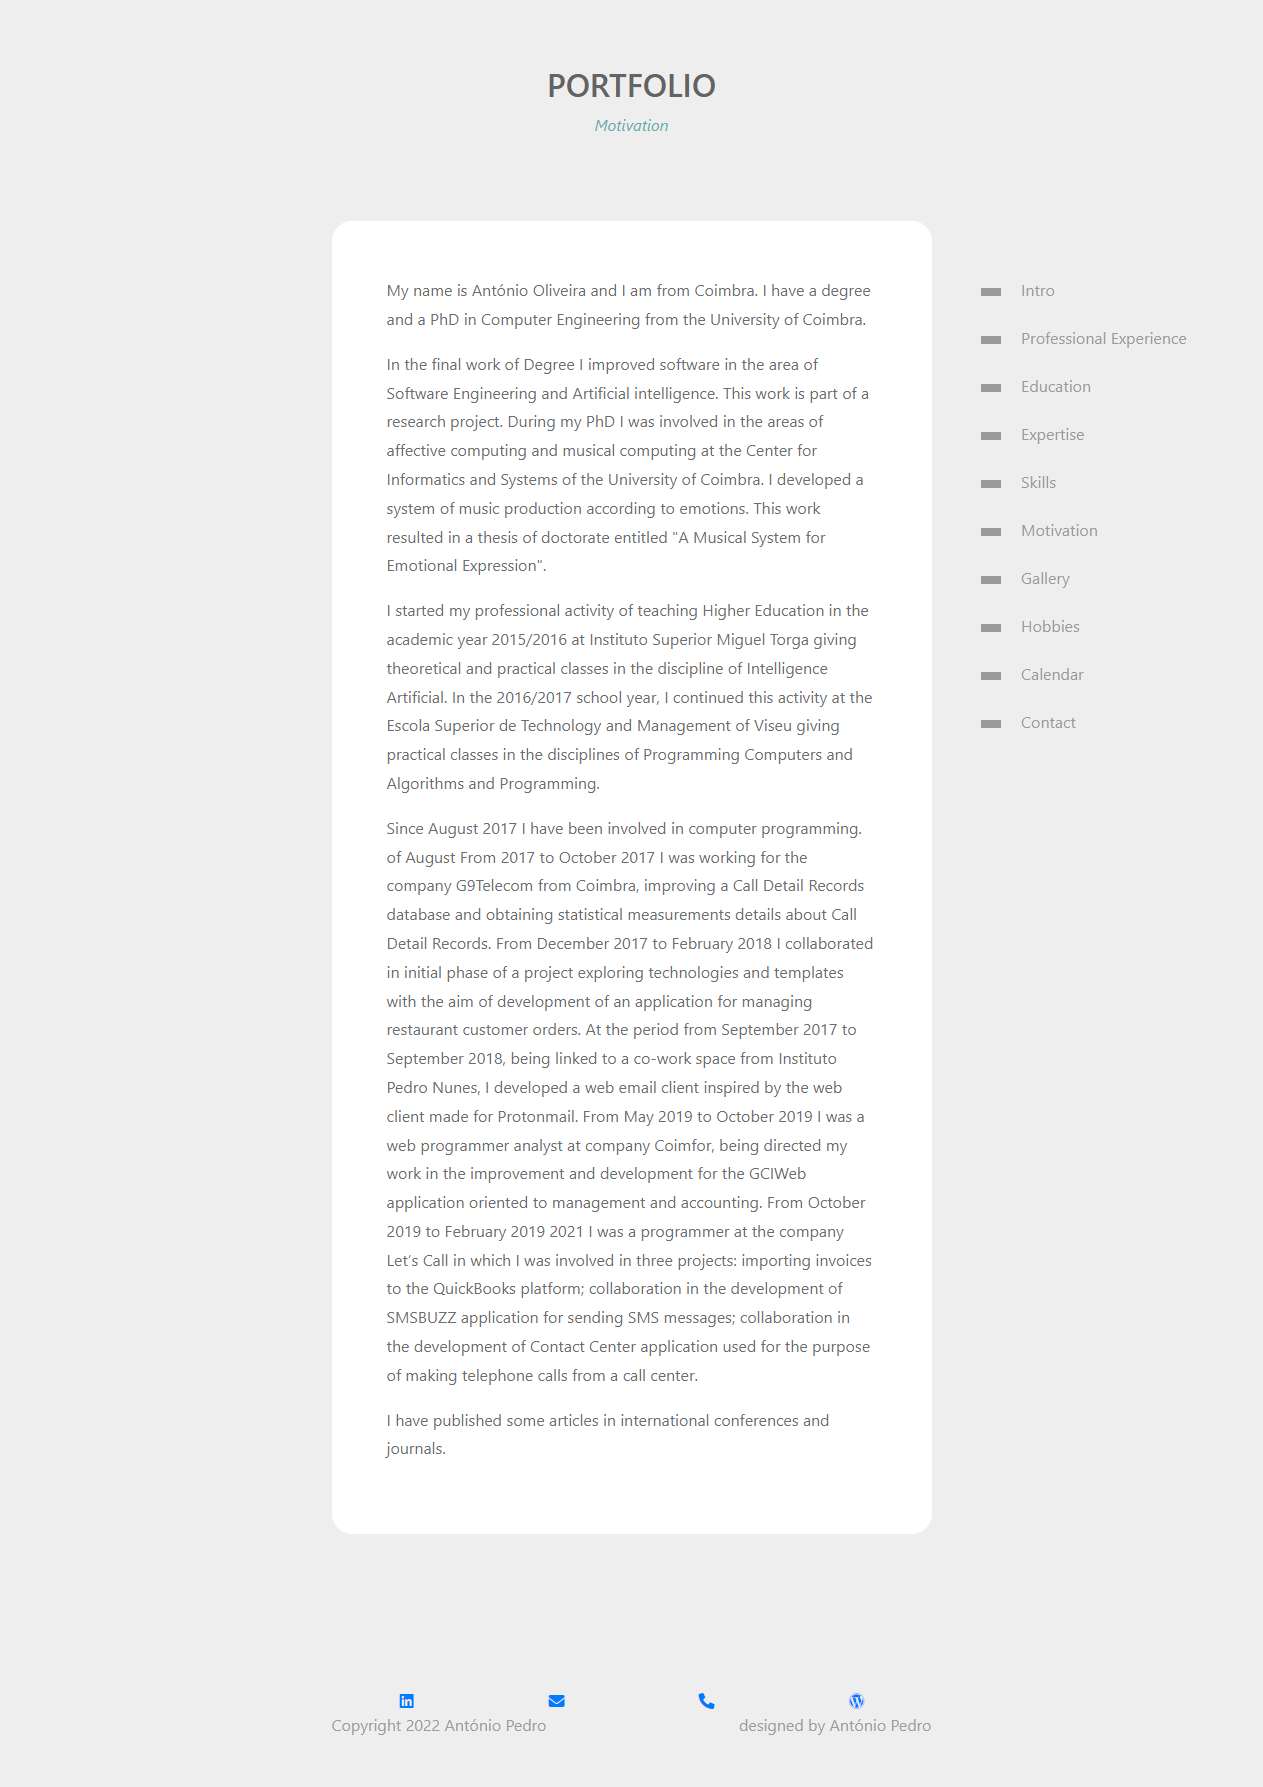 PORTFOLIO
Motivation
My name is António Oliveira and I am from Coimbra. I have a degree
and a PhD in Computer Engineering from the University of Coimbra.
In the final work of Degree I improved software in the area of
Software Engineering and Artificial intelligence. This work is part of a
research project. During my PhD I was involved in the areas of
affective computing and musical computing at the Center for
Informatics and Systems of the University of Coimbra. I developed a
system of music production according to emotions. This work
resulted in a thesis of doctorate entitled "A Musical System for
Emotional Expression".
I started my professional activity of teaching Higher Education in the
academic year 2015/2016 at Instituto Superior Miguel Torga giving
theoretical and practical classes in the discipline of Intelligence
Artificial. In the 2016/2017 school year, I continued this activity at the
Escola Superior de Technology and Management of Viseu giving
practical classes in the disciplines of Programming Computers and
Algorithms and Programming.
Since August 2017 I have been involved in computer programming.
of August From 2017 to October 2017 I was working for the
company G9Telecom from Coimbra, improving a Call Detail Records
database and obtaining statistical measurements details about Call
Detail Records. From December 2017 to February 2018 I collaborated
in initial phase of a project exploring technologies and templates
with the aim of development of an application for managing
restaurant customer orders. At the period from September 2017 to
September 2018, being linked to a co-work space from Instituto
Pedro Nunes, I developed a web email client inspired by the web
client made for Protonmail. From May 2019 to October 2019 I was a
web programmer analyst at company Coimfor, being directed my
work in the improvement and development for the GCIWeb
application oriented to management and accounting. From October
2019 to February 2019 2021 I was a programmer at the company
Let's Call in which I was involved in three projects: importing invoices
to the QuickBooks platform; collaboration in the development of
SMSBUZZ application for sending SMS messages; collaboration in
the development of Contact Center application used for the purpose
of making telephone calls from a call center.
I have published some articles in international conferences and
journals.
Intro
Professional Experience
Education
Expertise
Skills
Motivation
Gallery
Hobbies
Calendar
Contact
Copyright 2022 António Pedro
designed by António Pedro